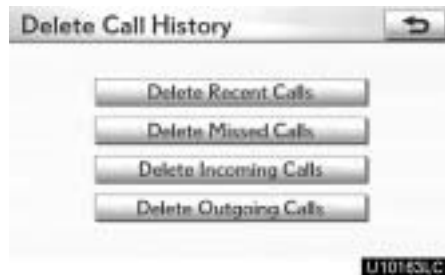 Delete Call History
Delete Recent Calls
Delete Missed Calls
Delete Incoming Calls
Delete Outgoing Calls
U10163LC